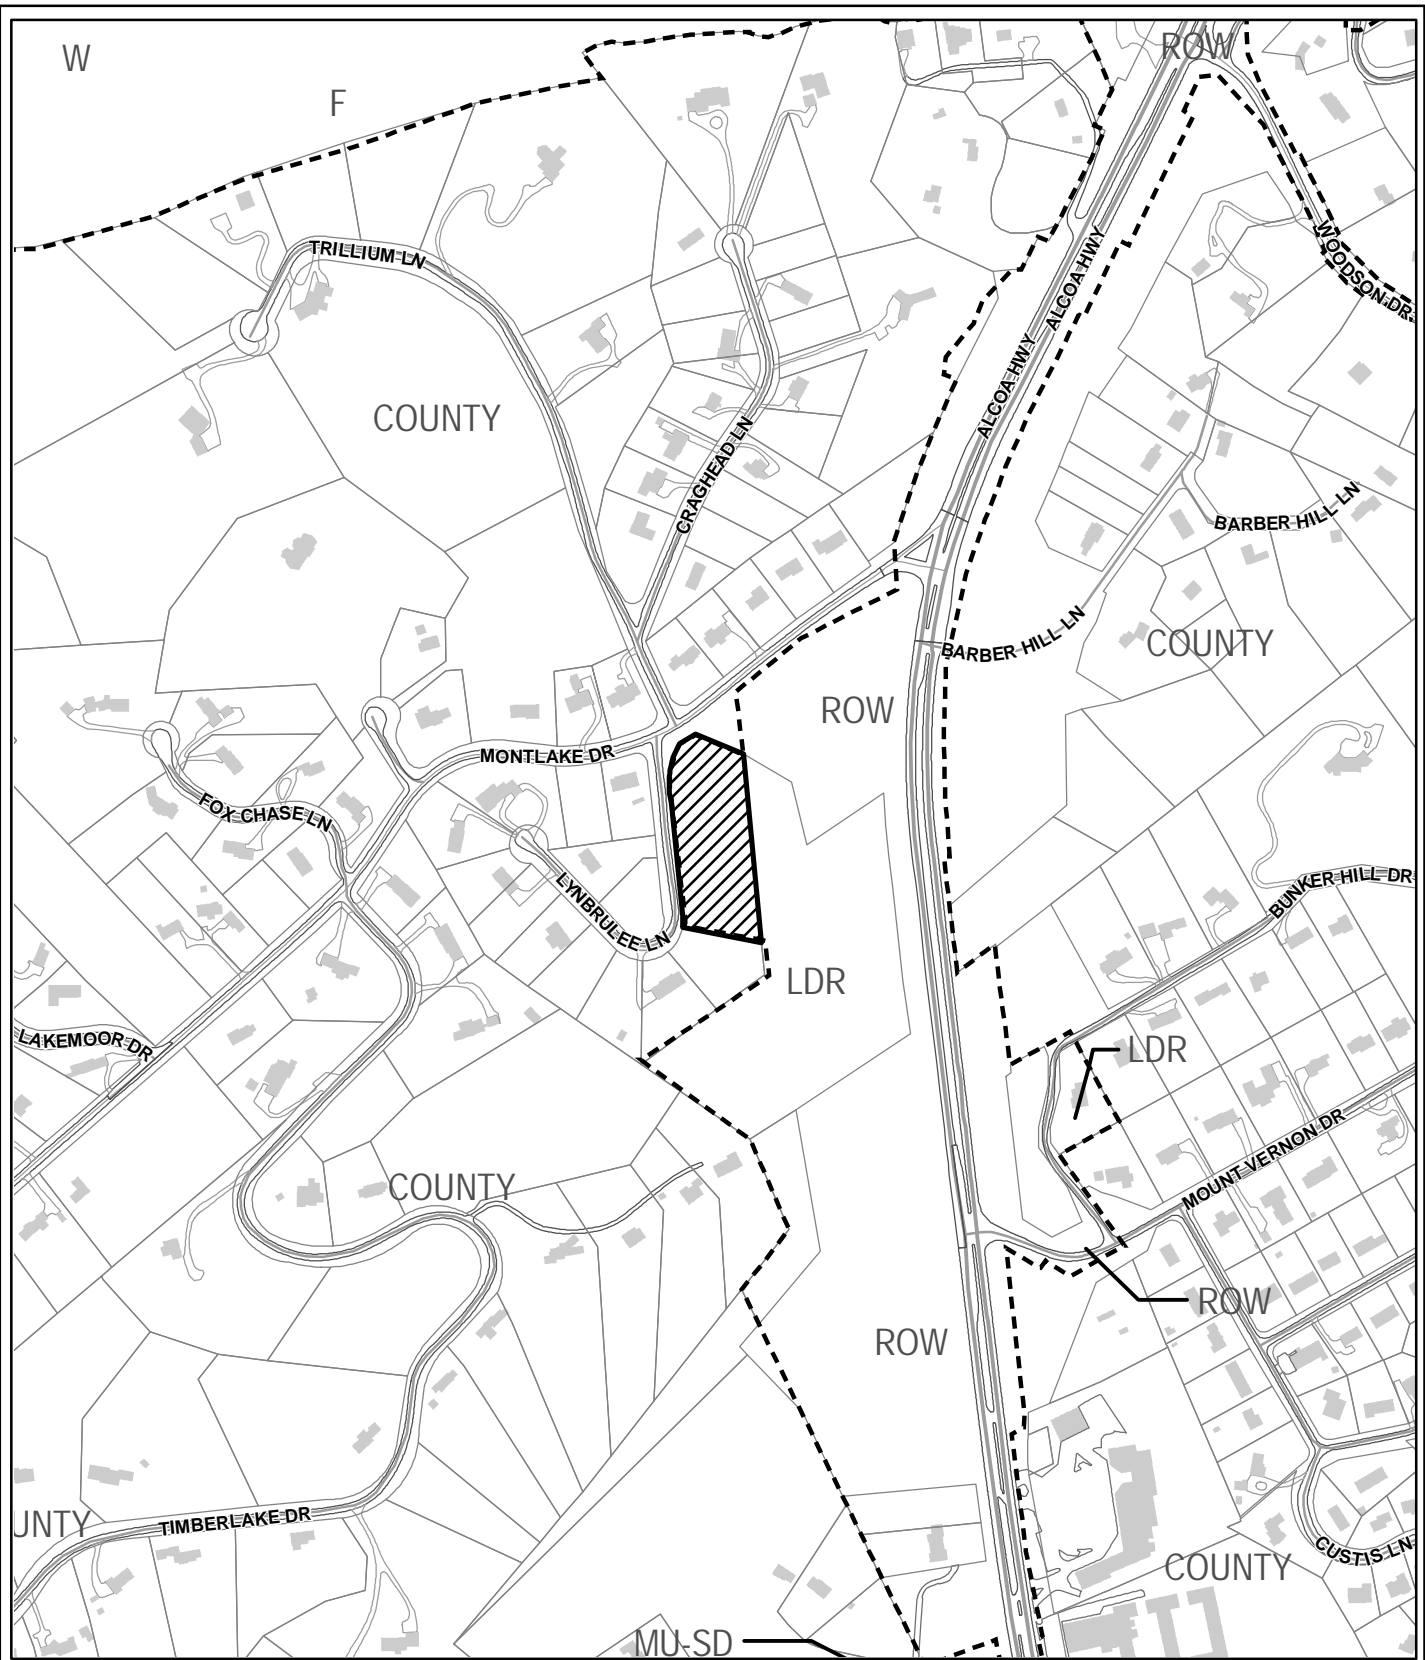 W
ROW
F
WOODSON DR.
TRILLIUM LN
ALCOA HWY
ALCOA HWY
COUNTY
CRAGHEAD LN
BARBER HILL LN
BARBER HILL LN
COUNTY
ROW
MONTLAKE DR
FOX CHASE LN
BUNKER HILL DR
LYNBRULEE LN
LDR
LAKEMOOR DR
LDR
COUNTY
MOUNT VERNON DR
ROW
ROW
UNTY
TIMBERLAKE DR
COUNTY
CUSTIS LN
MU-SD